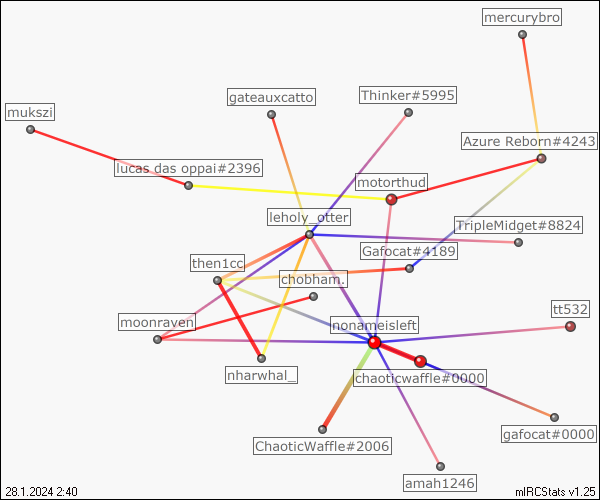 mercurybro
gateauxcatto
Thinker#5995
mukszi
Azure Reborn#4243
lucas das oppai#2396
motorthud
leholy_otter
TripleMidget#8824
Gafocat#4189
then1cc
chobham.
moonraven
nonameisleft
tt532
nharwhal_
chaoticwaffle#0000
gafocat#0000
ChaoticWaffle#2006
amah1246
28.1.2024 2:40
mIRCStats v1.25